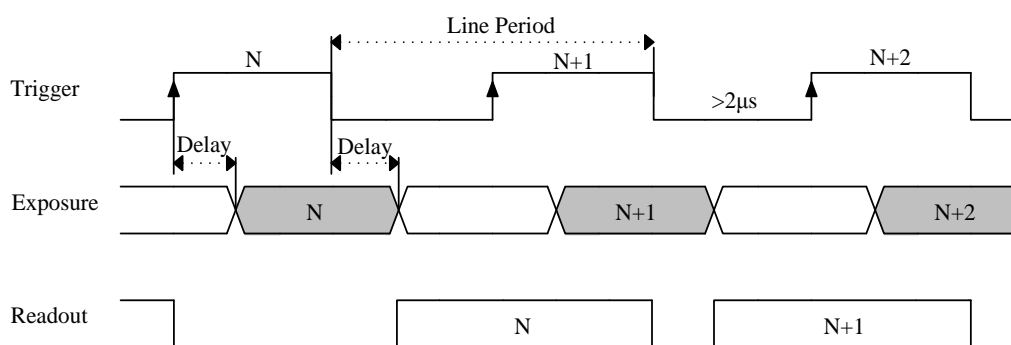 Line Period
N
N+1
N+2
Trigger
>2μs
Delay
Delay
Exposure
N
N+1
N+2
Readout
N
N+1